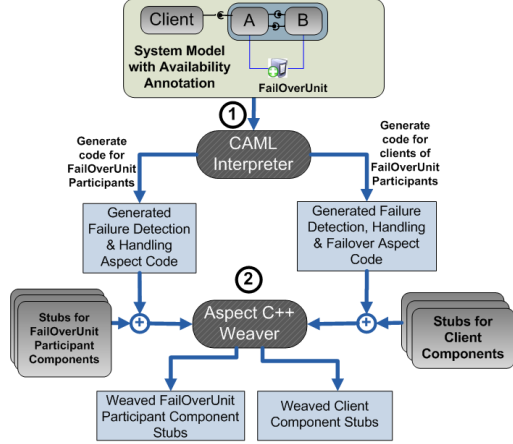 Client
A
B
System Model
with Availability
Annotation
FailOverUnit
1
Generate
code for
FailOverUnit
Participants
CAML
Interpreter
Generate
code for
clients of
FailOverUnit
Participants
Generated
Failure Detection
& Handling
Aspect Code
Generated Failure
Detection, Handling
& Failover Aspect
Code
2
Stubs for
FailOverUnit
Participant
Components
+
Aspect C++
Weaver
+
Stubs for
Client
Components
Weaved FailOverUnit
Participant Component
Stubs
Weaved Client
Component Stubs